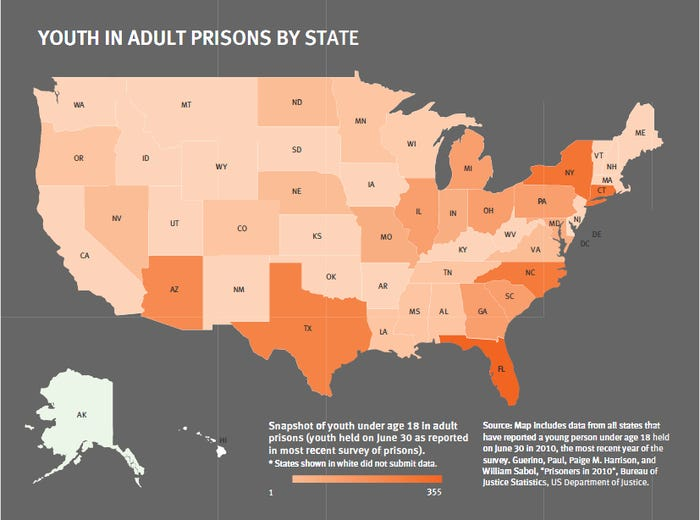 YOUTH IN ADULT PRISONS BY STATE
WA
MT
ND
MN
WI
MI
ME
VT
NH
MA
NY
CT
OR
ID
WY
SD
IA
NE
IL
IN
OH
PA
NJ
NV
UT
CO
KS
MO
KY
WV
VA
MD
DE
DC
CA
AZ
NM
OK
AR
TN
NC
SC
TX
LA
MS
AL
GA
FL
AK
HI
Snapshot of youth under age 18 in adult
prisons (youth held on June 30 as reported
in most recent survey of prisons).
* States shown in white did not submit data.
1 355
Source: Map includes data from all states that
have reported a young person under age 18 held
on June 30 in 2010, the most recent year of the
survey. Guerino, Paul, Paige M. Harrison, and
William Sabol, "Prisoners in 2010", Bureau of
Justice Statistics, US Department of Justice.